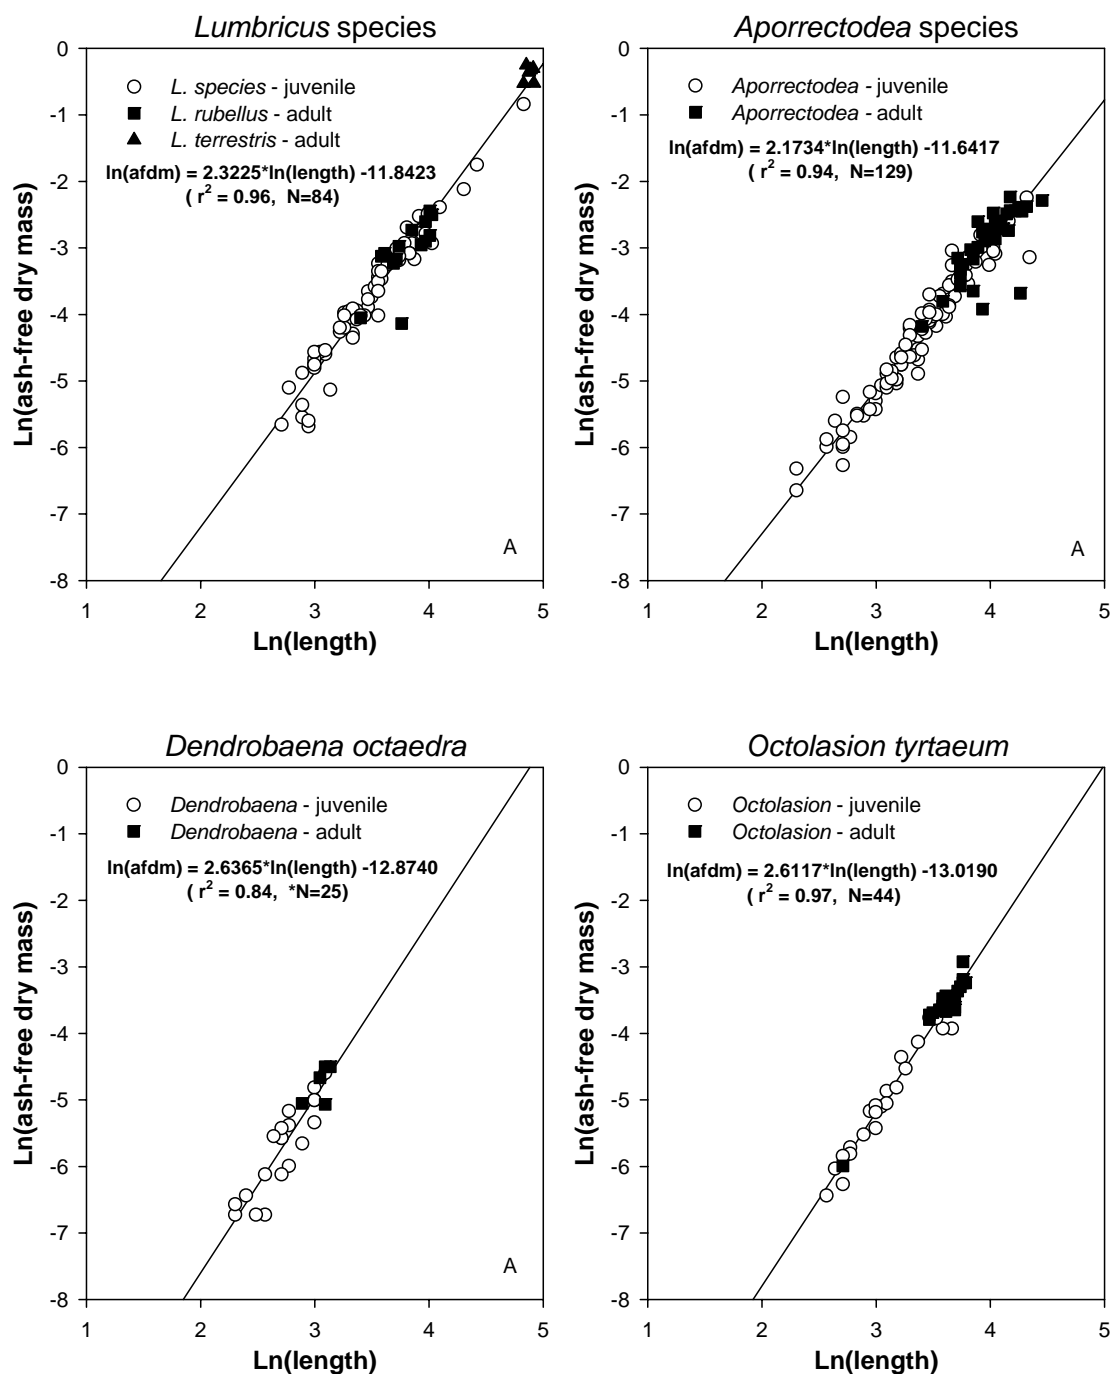 Lumbricus species
0
-1
-2
-3
-4
-5
-6
-7
-8
Ln(ash-free dry mass)
L. species - juvenile
L. rubellus - adult
L. terrestris - adult
ln(afdm) = 2.3225*ln(length) -11.8423
( r² = 0.96, N=84)
A
1 2 3 4 5
Ln(length)
Aporrectodea species
0
-1
-2
-3
-4
-5
-6
-7
-8
Ln(ash-free dry mass)
Aporrectodea - juvenile
Aporrectodea - adult
ln(afdm) = 2.1734*ln(length) -11.6417
( r² = 0.94, N=129)
A
1 2 3 4 5
Ln(length)
Dendrobaena octaedra
0
-1
-2
-3
-4
-5
-6
-7
-8
Ln(ash-free dry mass)
Dendrobaena - juvenile
Dendrobaena - adult
ln(afdm) = 2.6365*ln(length) -12.8740
( r² = 0.84, *N=25)
A
1 2 3 4 5
Ln(length)
Octolasion tyrtaeum
0
-1
-2
-3
-4
-5
-6
-7
-8
Ln(ash-free dry mass)
Octolasion - juvenile
Octolasion - adult
ln(afdm) = 2.6117*ln(length) -13.0190
( r² = 0.97, N=44)
1 2 3 4 5
Ln(length)